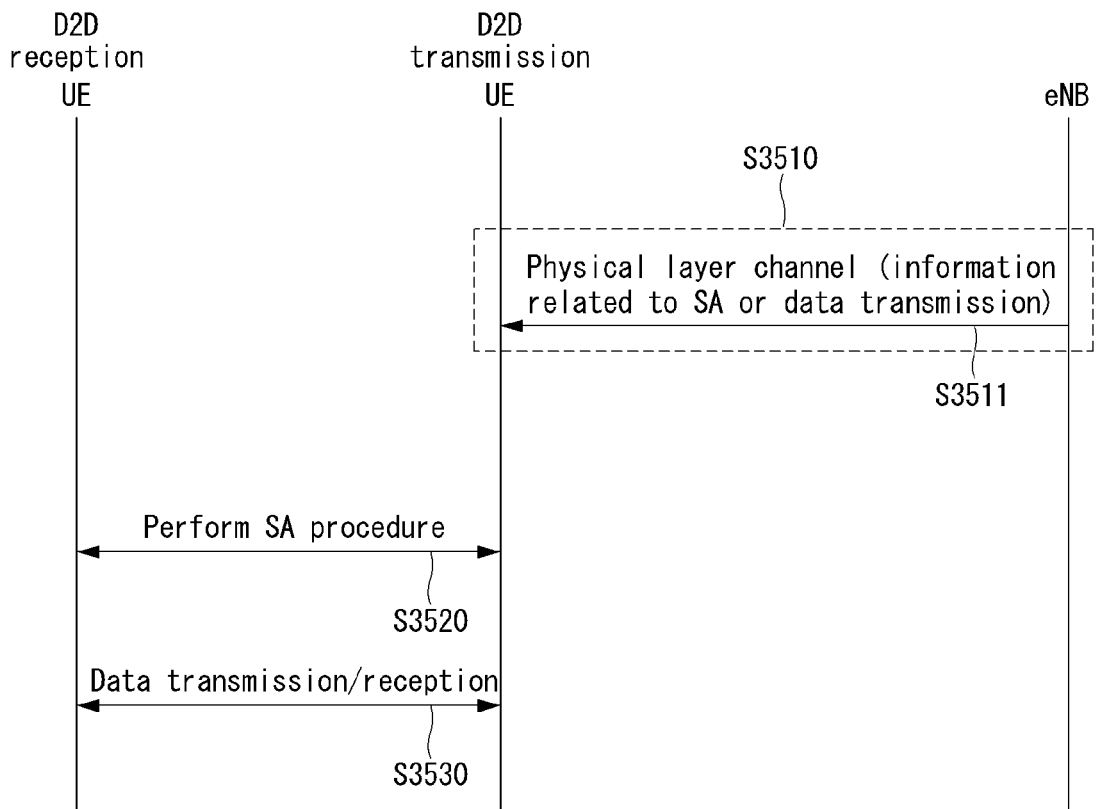 D2D
reception
UE
D2D
transmission
UE
eNB
S3510
Physical layer channel (information
related to SA or data transmission)
S3511
Perform SA procedure
S3520
Data transmission/reception
S3530